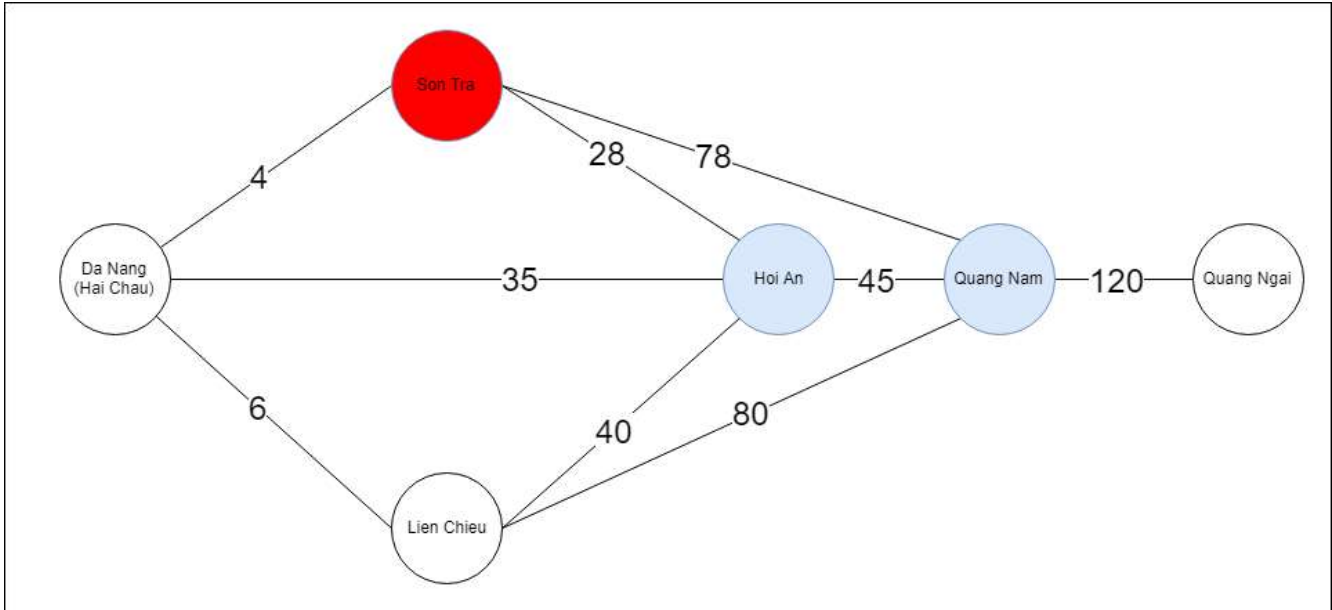 Son Tra
28
78
4
Da Nang
(Hai Chau)
35
Hoi An
45
Quang Nam
120
Quang Ngai
6
40
80
Lien Chieu